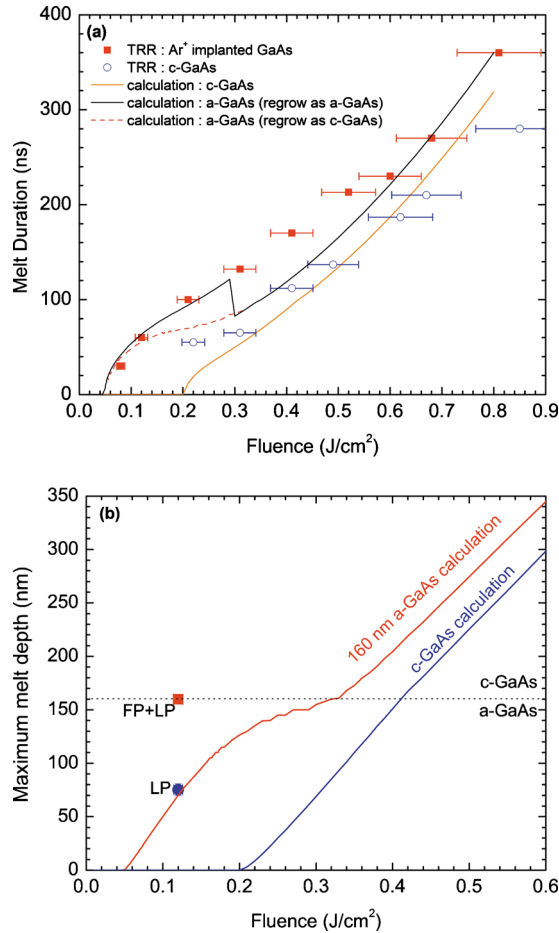 (a)
TRR : Ar+ implanted GaAs
TRR : c-GaAs
calculation : c-GaAs
calculation : a-GaAs (regrow as a-GaAs)
calculation : a-GaAs (regrow as c-GaAs)
400
300
200
100
0
Melt Duration (ns)
0.0 0.1 0.2 0.3 0.4 0.5 0.6 0.7 0.8 0.9
Fluence (J/cm²)
(b)
350
300
250
200
150
100
50
0
Maximum melt depth (nm)
160 nm a-GaAs calculation
c-GaAs calculation
c-GaAs
a-GaAs
FP+LP
LP
0.0 0.1 0.2 0.3 0.4 0.5 0.6
Fluence (J/cm²)